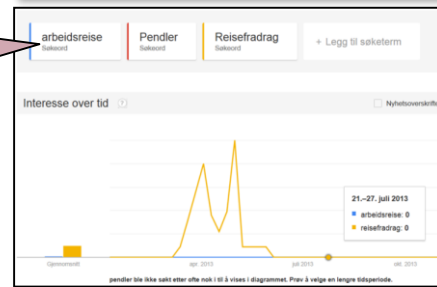 arbeidsreise Pendler Reisefradrag + Legg til søketerm
Søkeord Søkeord Søkeord
Interesse over tid ? Nyhetsoverskrifte
21.–27. juli 2013
arbeidsreise: 0
reisefradrag: 0
Gjennomsnitt apr. 2013 juli 2013 okt. 2013
pendler ble ikke søkt etter ofte nok i til å vises i diagrammet. Prøv å velge en lengre tidsperiode.